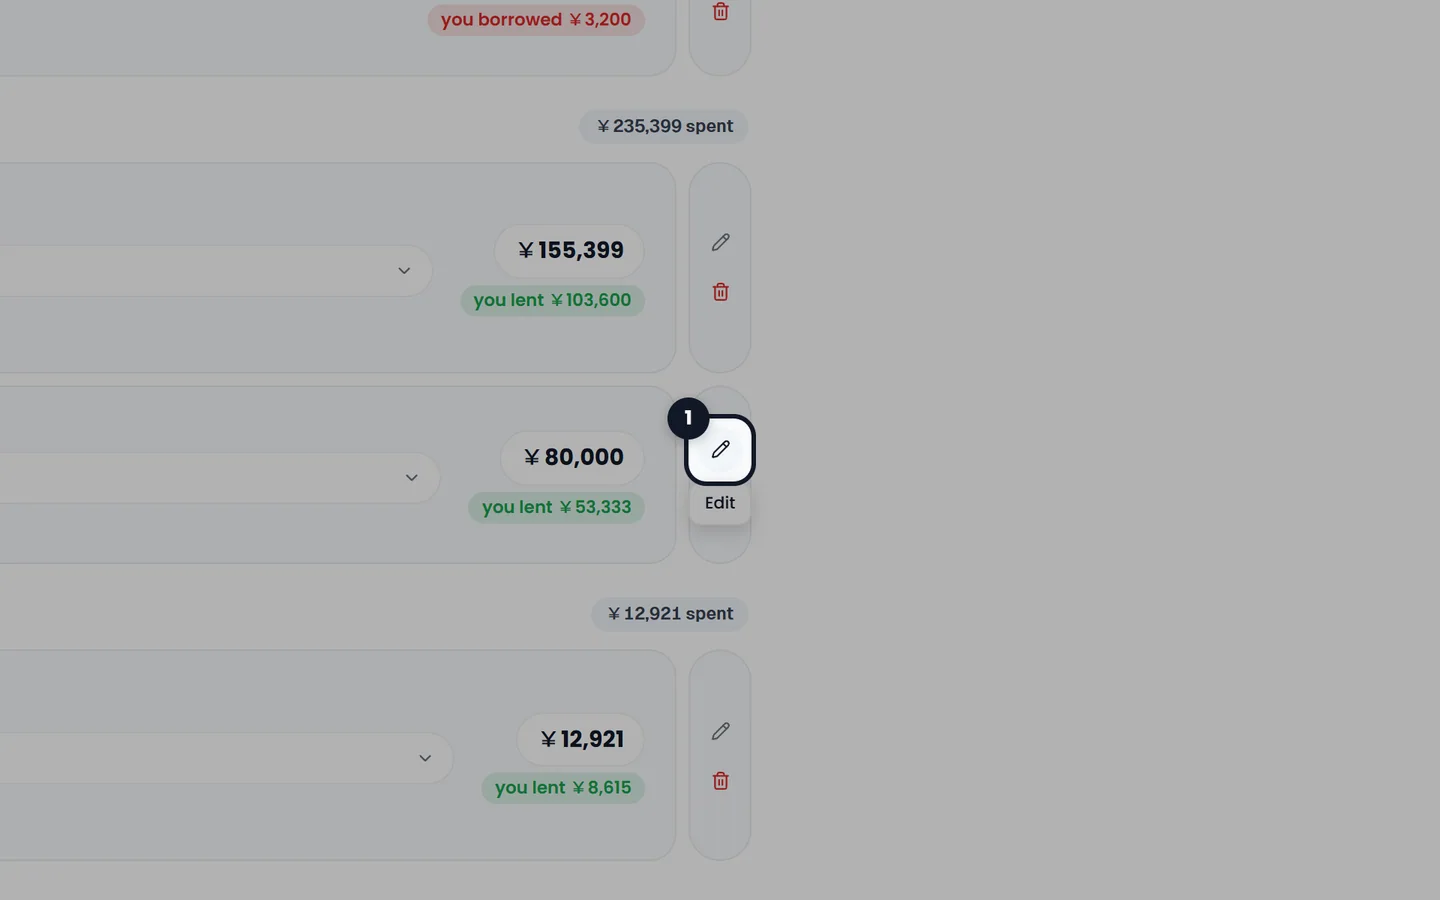 you borrowed ¥3,200
¥235,399 spent
¥155,399
you lent ¥103,600
1
¥80,000
you lent ¥53,333
Edit
¥12,921 spent
¥12,921
you lent ¥8,615